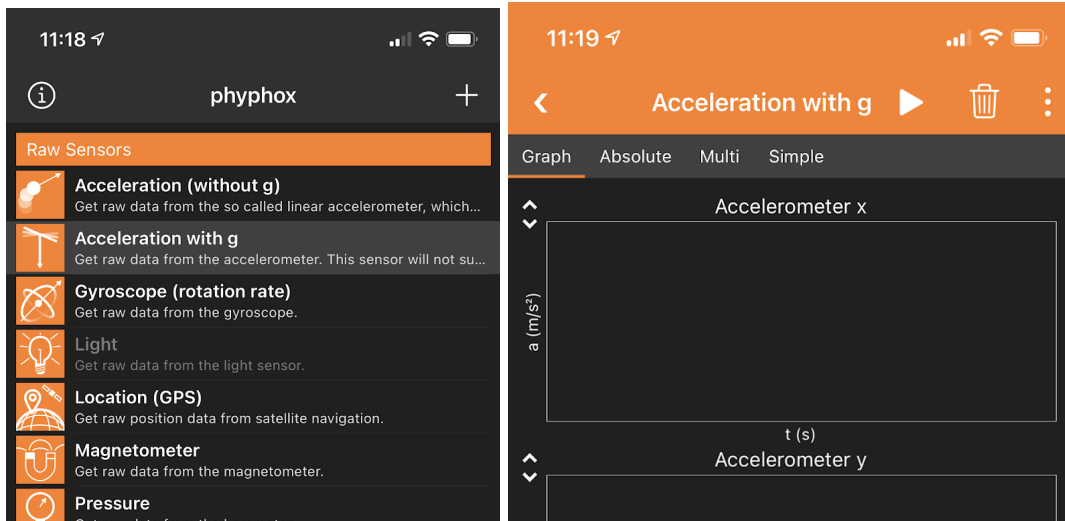 11:18
phyphox
Raw Sensors
Acceleration (without g)
Get raw data from the so called linear accelerometer, which...
Acceleration with g
Get raw data from the accelerometer. This sensor will not su...
Gyroscope (rotation rate)
Get raw data from the gyroscope.
Light
Get raw data from the light sensor.
Location (GPS)
Get raw position data from satellite navigation.
Magnetometer
Get raw data from the magnetometer.
Pressure
11:19
Acceleration with g
Graph Absolute Multi Simple
Accelerometer x
a (m/s²)
t (s)
Accelerometer y